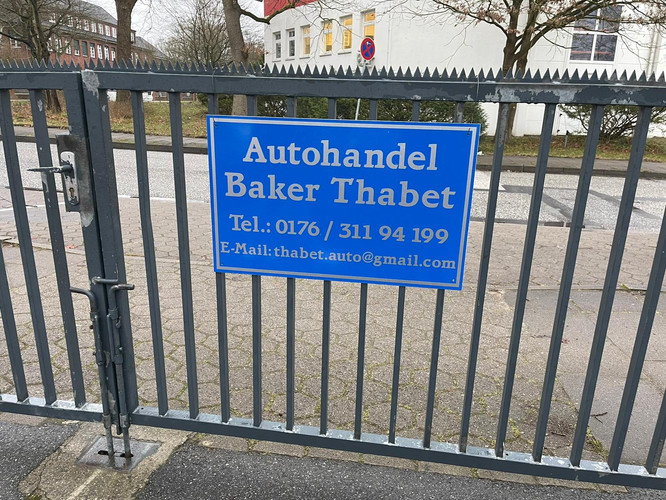 Autohandel
Baker Thabet
Tel.: 0176 / 311 94 199
E-Mail: thabet.auto@gmail.com